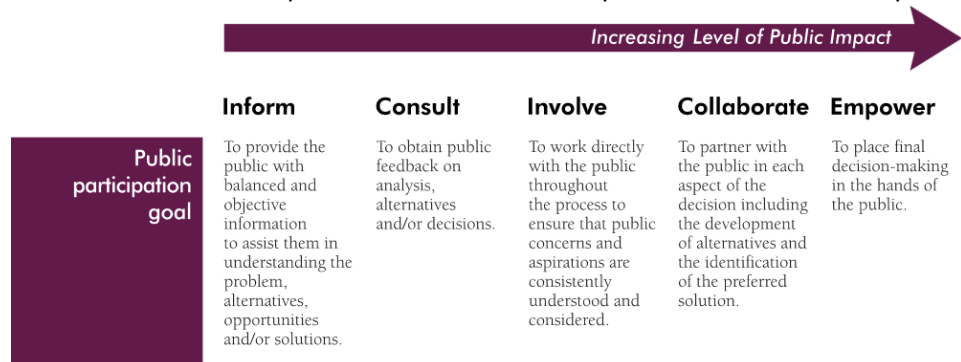 Increasing Level of Public Impact
Inform
Consult
Involve
Collaborate
Empower
Public
participation
goal
To provide the
public with
balanced and
objective
information
to assist them in
understanding the
problem,
alternatives,
opportunities
and/or solutions.
To obtain public
feedback on
analysis,
alternatives
and/or decisions.
To work directly
with the public
throughout
the process to
ensure that public
concerns and
aspirations are
consistently
understood and
considered.
To partner with
the public in each
aspect of the
decision including
the development
of alternatives and
the identification
of the preferred
solution.
To place final
decision-making
in the hands of
the public.